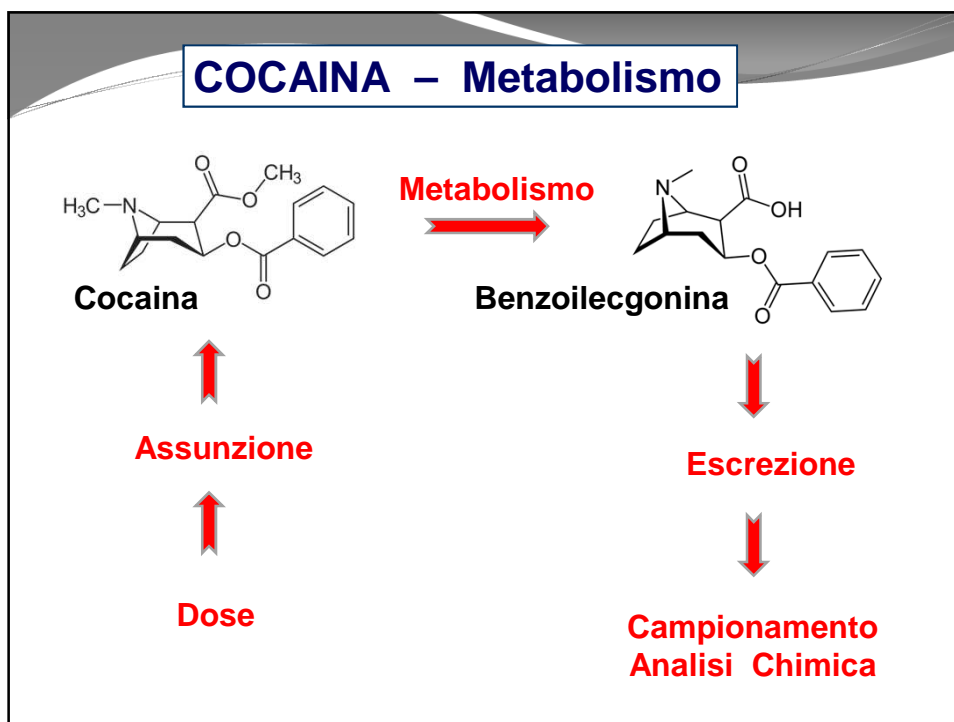 COCAINA – Metabolismo
O
O
CH₃
H₃C
N
O
O
Cocaina
Metabolismo
N
O
OH
O
O
Benzoilecgonina
Assunzione
Dose
Escrezione
Campionamento
Analisi Chimica